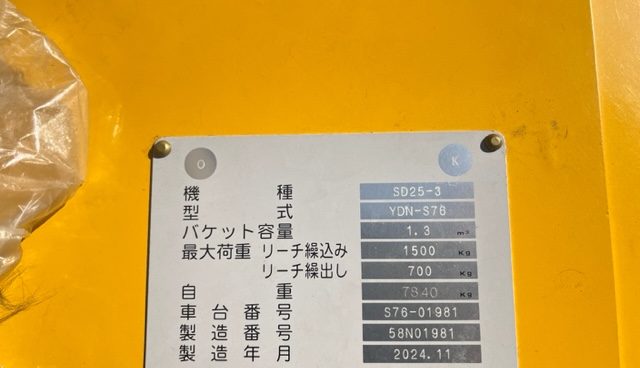 O K
機種 SD25-3
型式 YDN-S76
バケット容量 1.3 m³
最大荷重 リーチ繰込み 1500 Kg
リーチ繰出し 700 Kg
自重 7840 Kg
車台番号 S76-01981
製造番号 58N01981
製造年月 2024.11